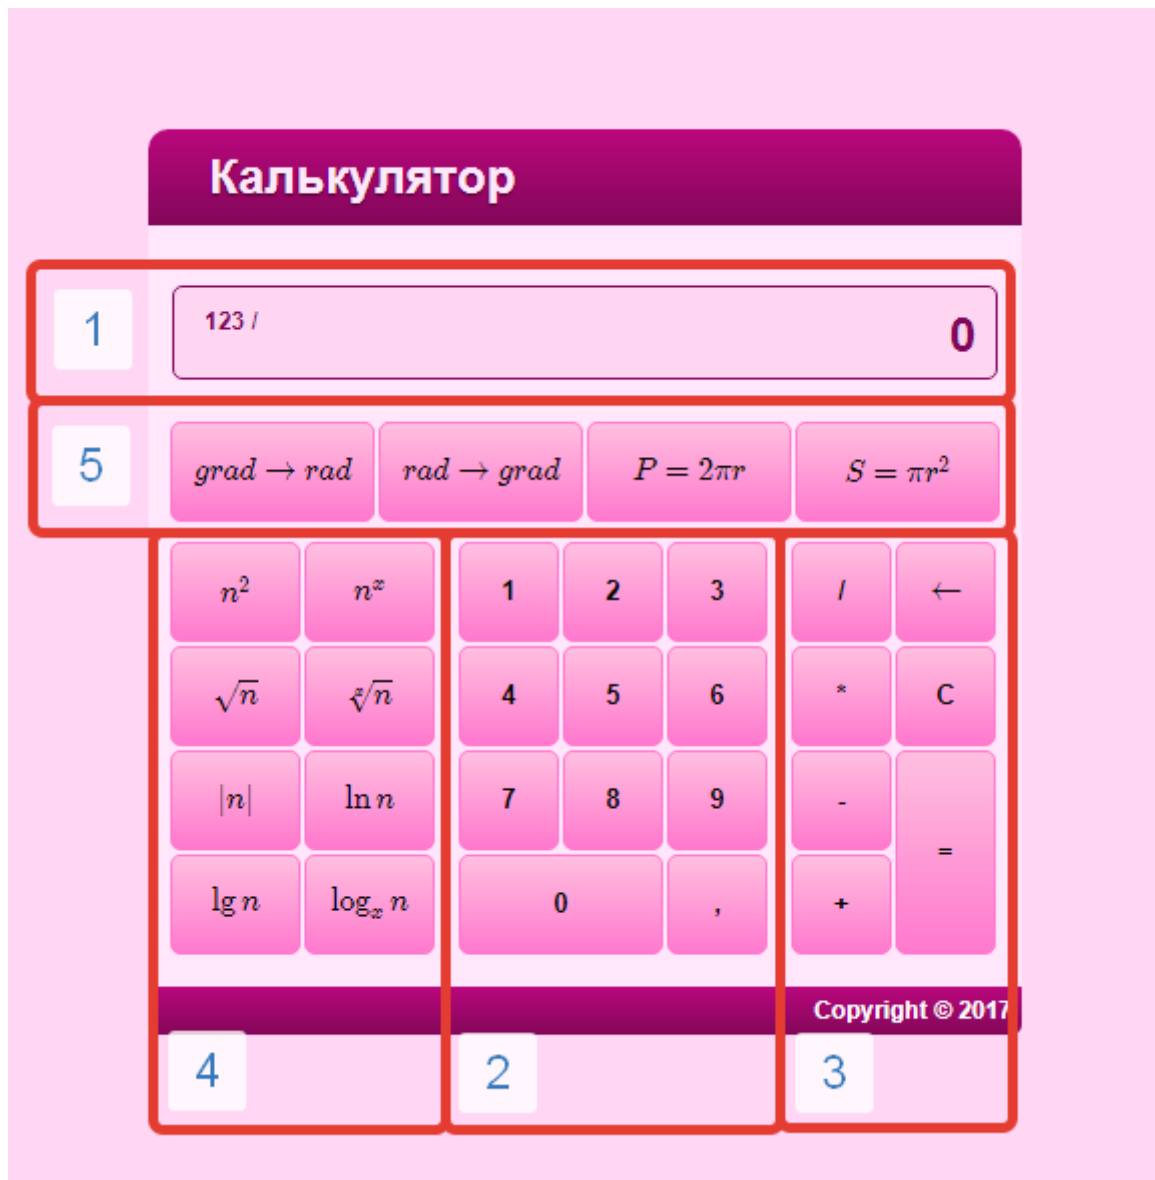 Калькулятор
1
123 /
0
5
grad → rad
rad → grad
P = 2πr
S = πr²
n²
nˣ
1
2
3
/
←
√n
ˣ√n
4
5
6
*
C
|n|
ln n
7
8
9
-
=
lg n
logₓ n
0
,
+
Copyright © 2017
4
2
3